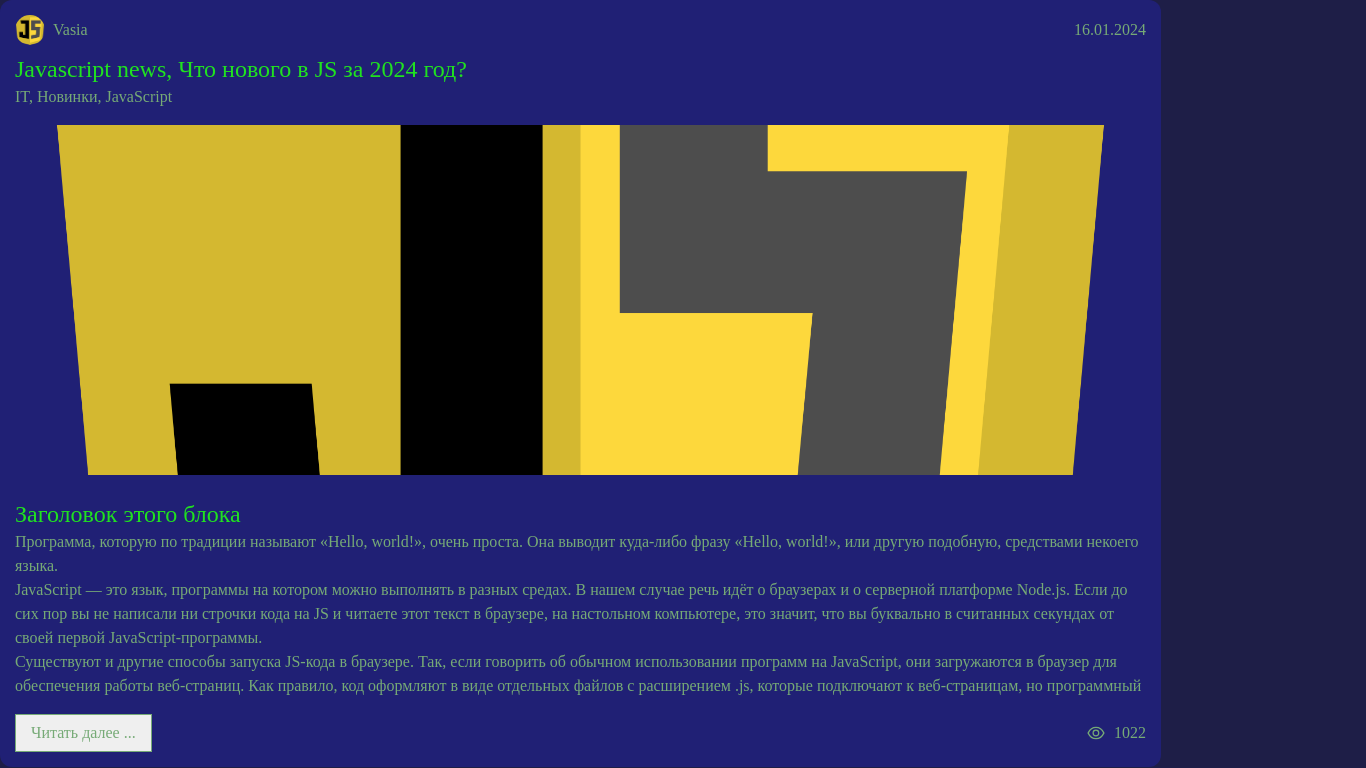 JS
Vasia
16.01.2024
Javascript news, Что нового в JS за 2024 год?
IT, Новинки, JavaScript
Заголовок этого блока
Программа, которую по традиции называют «Hello, world!», очень проста. Она выводит куда-либо фразу «Hello, world!», или другую подобную, средствами некоего
языка.
JavaScript — это язык, программы на котором можно выполнять в разных средах. В нашем случае речь идёт о браузерах и о серверной платформе Node.js. Если до
сих пор вы не написали ни строчки кода на JS и читаете этот текст в браузере, на настольном компьютере, это значит, что вы буквально в считанных секундах от
своей первой JavaScript-программы.
Существуют и другие способы запуска JS-кода в браузере. Так, если говорить об обычном использовании программ на JavaScript, они загружаются в браузер для
обеспечения работы веб-страниц. Как правило, код оформляют в виде отдельных файлов с расширением .js, которые подключают к веб-страницам, но программный
Читать далее ...
1022